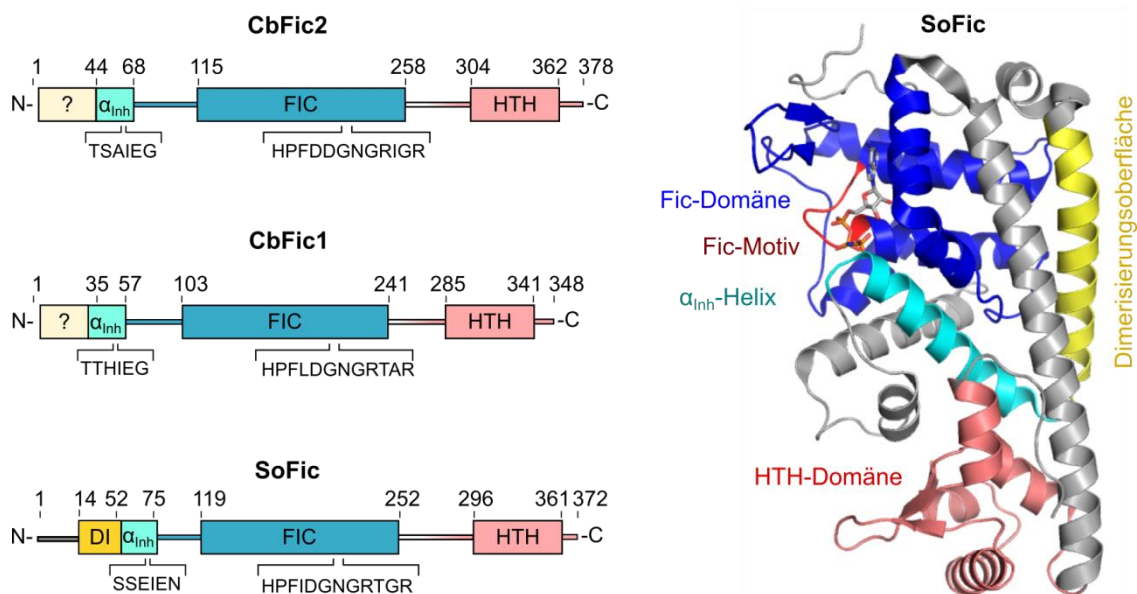 CbFic2
1 44 68 115 258 304 362 378
N- ? αInh FIC HTH -C
TSAIEG HPFDDGNGRIGR
CbFic1
1 35 57 103 241 285 341 348
N- ? αInh FIC HTH -C
TTHIEG HPFLDGNGRTAR
SoFic
1 14 52 75 119 252 296 361 372
N- DI αInh FIC HTH -C
SSEIEN HPFIDGNGRTGR
SoFic
Fic-Domäne
Fic-Motiv
αInh-Helix
HTH-Domäne
Dimerisierungsoberfläche